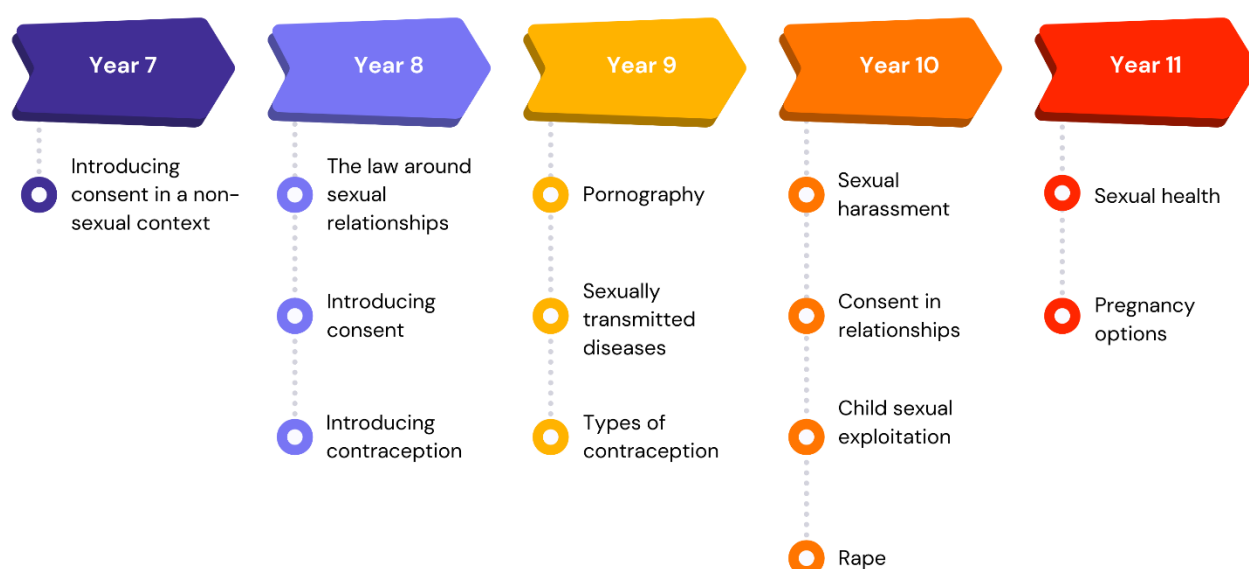 Year 7
Introducing
consent in a non-
sexual context
Year 8
The law around
sexual
relationships
Introducing
consent
Introducing
contraception
Year 9
Pornography
Sexually
transmitted
diseases
Types of
contraception
Year 10
Sexual
harassment
Consent in
relationships
Child sexual
exploitation
Rape
Year 11
Sexual health
Pregnancy
options